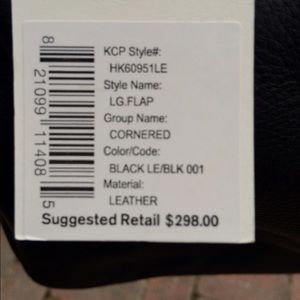 KCP Style#:
HK60951LE
Style Name:
LG.FLAP
Group Name:
CORNERED
Color/Code:
BLACK LE/BLK 001
Material:
LEATHER
Suggested Retail $298.00
8 21099 11408 5